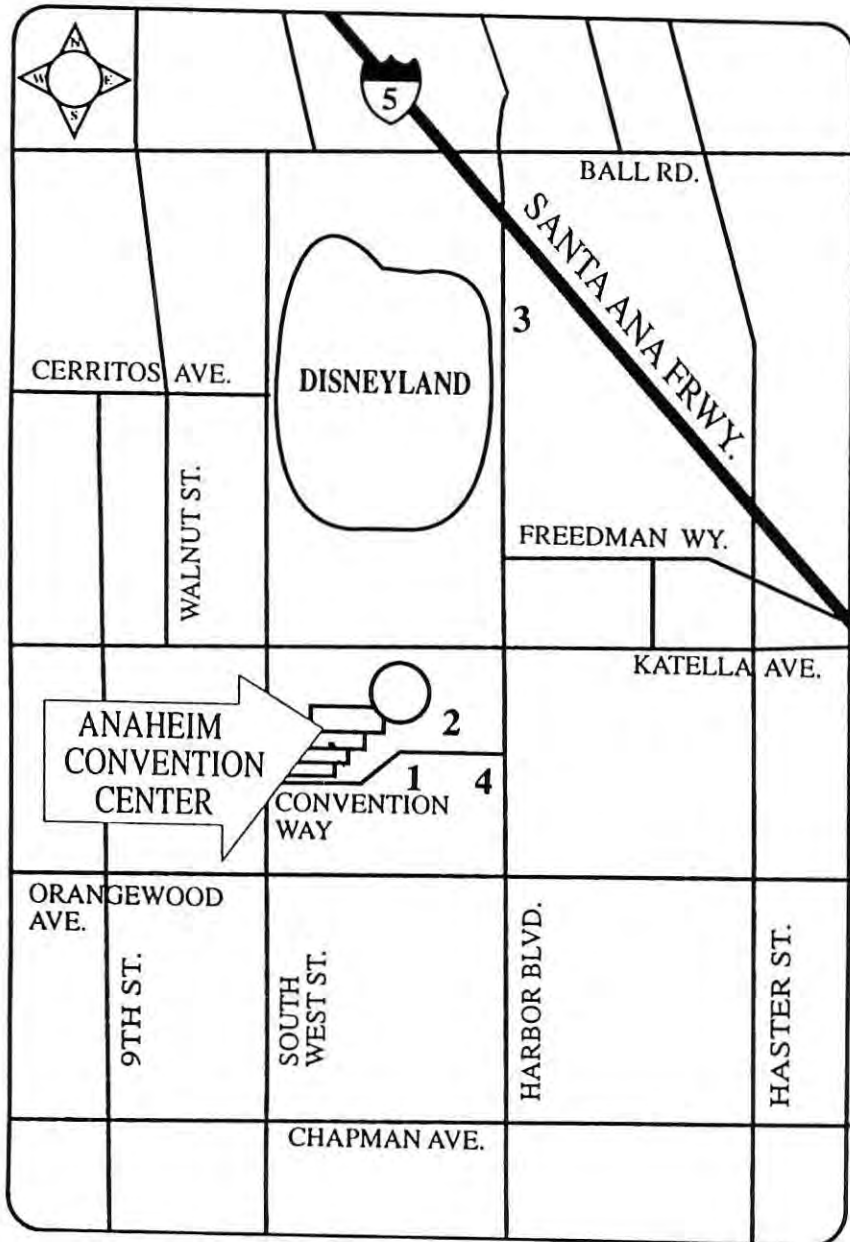 N
W E
S
5
BALL RD.
SANTA ANA FRWY.
3
CERRITOS AVE.
DISNEYLAND
WALNUT ST.
FREEDMAN WY.
KATELLA AVE.
ANAHEIM
CONVENTION
CENTER
2
1
4
CONVENTION
WAY
ORANGEWOOD
AVE.
9TH ST.
SOUTH
WEST ST.
HARBOR BLVD.
HASTER ST.
CHAPMAN AVE.